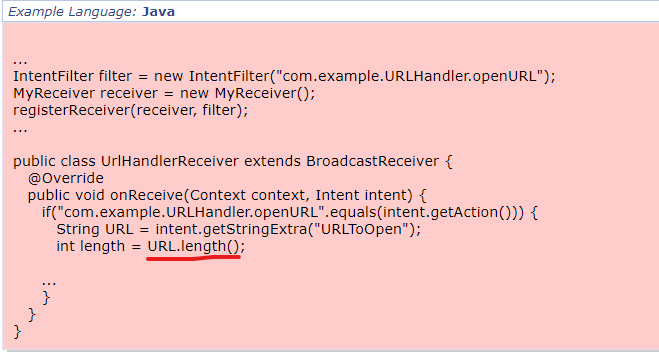 Example Language: Java
...
IntentFilter filter = new IntentFilter("com.example.URLHandler.openURL");
MyReceiver receiver = new MyReceiver();
registerReceiver(receiver, filter);
...
public class UrlHandlerReceiver extends BroadcastReceiver {
@Override
public void onReceive(Context context, Intent intent) {
if("com.example.URLHandler.openURL".equals(intent.getAction())) {
String URL = intent.getStringExtra("URLToOpen");
int length = URL.length();
...
}
}
}